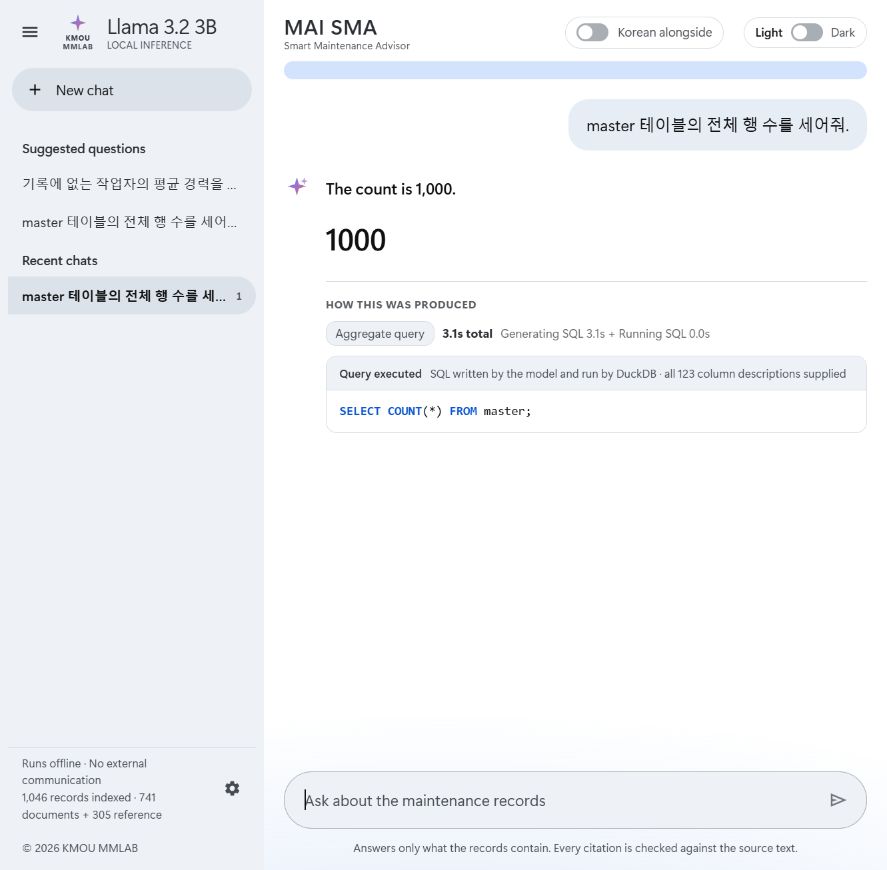 KMOU
MMLAB
Llama 3.2 3B
LOCAL INFERENCE
New chat
Suggested questions
기록에 없는 작업자의 평균 경력을 ...
master 테이블의 전체 행 수를 세어...
Recent chats
master 테이블의 전체 행 수를 세... 1
Runs offline · No external
communication
1,046 records indexed · 741
documents + 305 reference
© 2026 KMOU MMLAB
MAI SMA
Smart Maintenance Advisor
Korean alongside
Light Dark
master 테이블의 전체 행 수를 세어줘.
The count is 1,000.
1000
HOW THIS WAS PRODUCED
Aggregate query 3.1s total Generating SQL 3.1s + Running SQL 0.0s
Query executed SQL written by the model and run by DuckDB · all 123 column descriptions supplied
SELECT COUNT(*) FROM master;
Ask about the maintenance records
Answers only what the records contain. Every citation is checked against the source text.